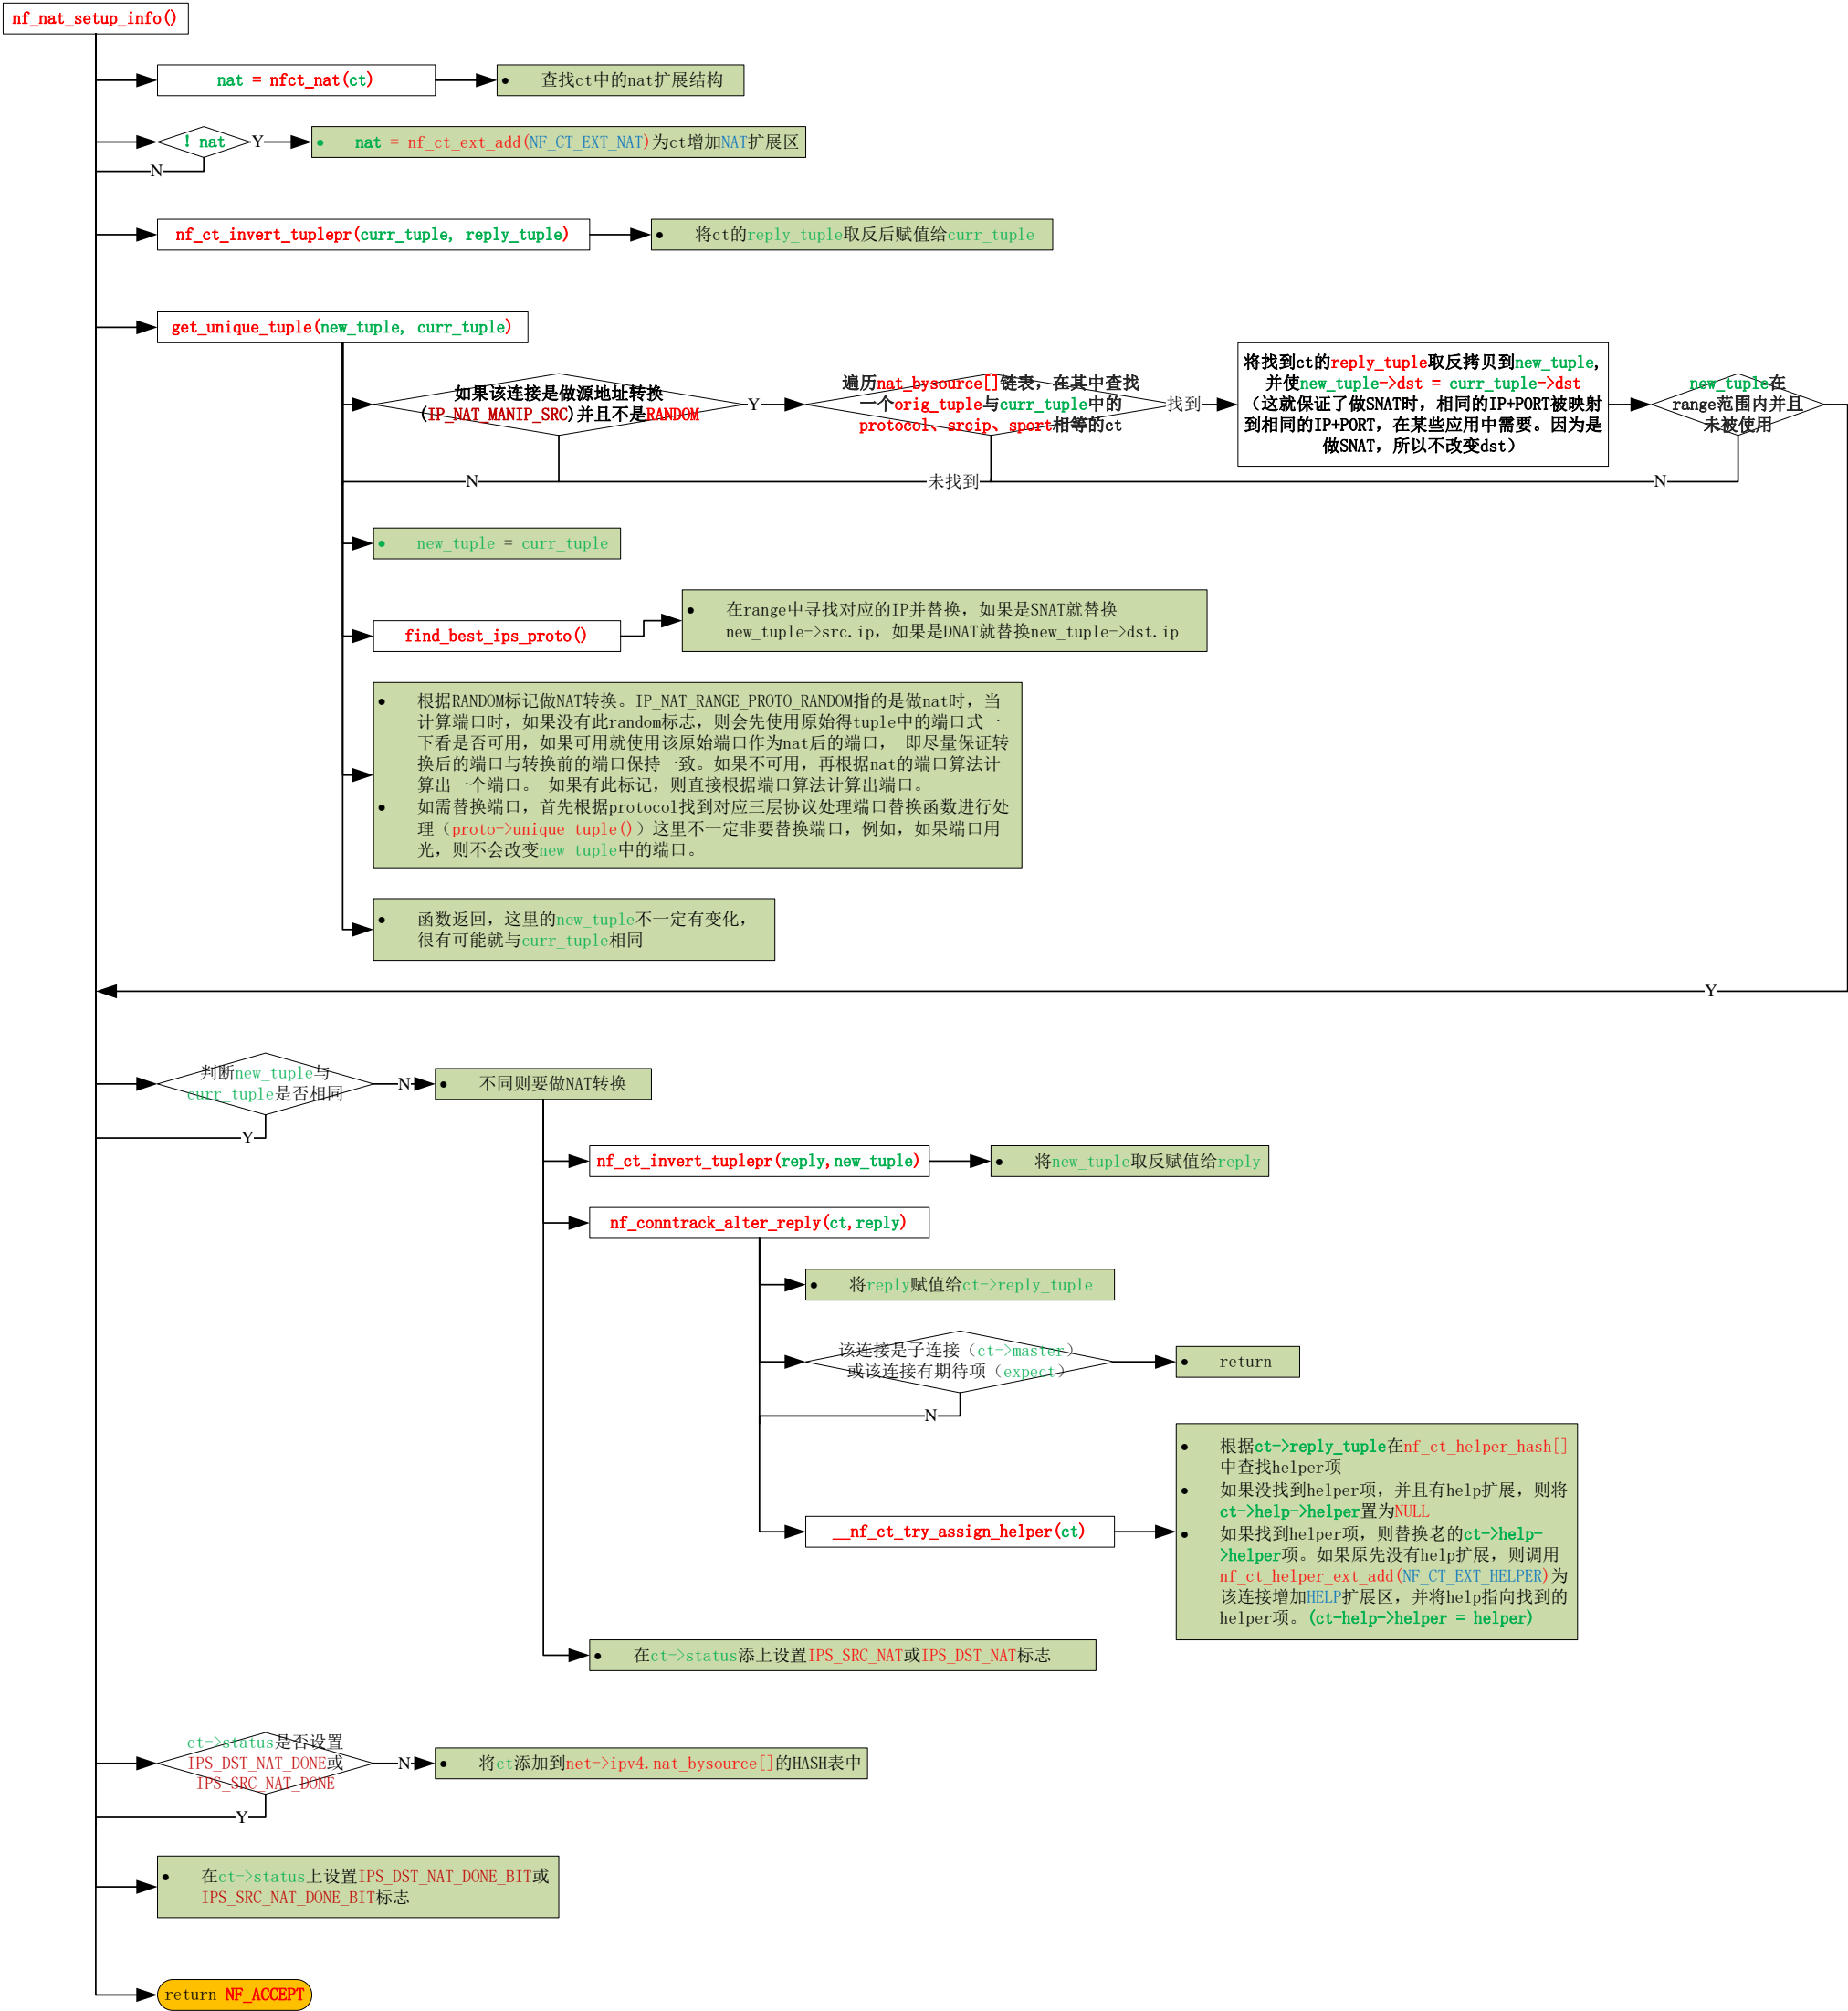 nf_nat_setup_info()
nat = nfct_nat(ct)
● 查找ct中的nat扩展结构
! nat
Y
● nat = nf_ct_ext_add(NF_CT_EXT_NAT)为ct增加NAT扩展区
N
nf_ct_invert_tuplepr(curr_tuple, reply_tuple)
● 将ct的reply_tuple取反后赋值给curr_tuple
get_unique_tuple(new_tuple, curr_tuple)
如果该连接是做源地址转换
(IP_NAT_MANIP_SRC)并且不是RANDOM
Y
遍历nat_bysource[]链表，在其中查找
一个orig_tuple与curr_tuple中的
protocol、srcip、sport相等的ct
找到
将找到ct的reply_tuple取反拷贝到new_tuple,
并使new_tuple->dst = curr_tuple->dst
（这就保证了做SNAT时，相同的IP+PORT被映射
到相同的IP+PORT，在某些应用中需要。因为是
做SNAT，所以不改变dst）
new_tuple在
range范围内并且
未被使用
N
未找到
N
● new_tuple = curr_tuple
find_best_ips_proto()
● 在range中寻找对应的IP并替换，如果是SNAT就替换
new_tuple->src.ip，如果是DNAT就替换new_tuple->dst.ip
● 根据RANDOM标记做NAT转换。IP_NAT_RANGE_PROTO_RANDOM指的是做nat时，当
计算端口时，如果没有此random标志，则会先使用原始得tuple中的端口式一
下看是否可用，如果可用就使用该原始端口作为nat后的端口， 即尽量保证转
换后的端口与转换前的端口保持一致。如果不可用，再根据nat的端口算法计
算出一个端口。 如果有此标记，则直接根据端口算法计算出端口。
● 如需替换端口，首先根据protocol找到对应三层协议处理端口替换函数进行处
理（proto->unique_tuple()）这里不一定非要替换端口，例如，如果端口用
光，则不会改变new_tuple中的端口。
● 函数返回，这里的new_tuple不一定有变化，
很有可能就与curr_tuple相同
Y
判断new_tuple与
curr_tuple是否相同
N
● 不同则要做NAT转换
Y
nf_ct_invert_tuplepr(reply,new_tuple)
● 将new_tuple取反赋值给reply
nf_conntrack_alter_reply(ct,reply)
● 将reply赋值给ct->reply_tuple
该连接是子连接（ct->master）
或该连接有期待项（expect）
● return
N
● 根据ct->reply_tuple在nf_ct_helper_hash[]
中查找helper项
● 如果没找到helper项，并且有help扩展，则将
ct->help->helper置为NULL
● 如果找到helper项，则替换老的ct->help-
>helper项。如果原先没有help扩展，则调用
nf_ct_helper_ext_add(NF_CT_EXT_HELPER)为
该连接增加HELP扩展区，并将help指向找到的
helper项。(ct-help->helper = helper)
__nf_ct_try_assign_helper(ct)
● 在ct->status添上设置IPS_SRC_NAT或IPS_DST_NAT标志
ct->status是否设置
IPS_DST_NAT_DONE或
IPS_SRC_NAT_DONE
N
● 将ct添加到net->ipv4.nat_bysource[]的HASH表中
Y
● 在ct->status上设置IPS_DST_NAT_DONE_BIT或
IPS_SRC_NAT_DONE_BIT标志
return NF_ACCEPT